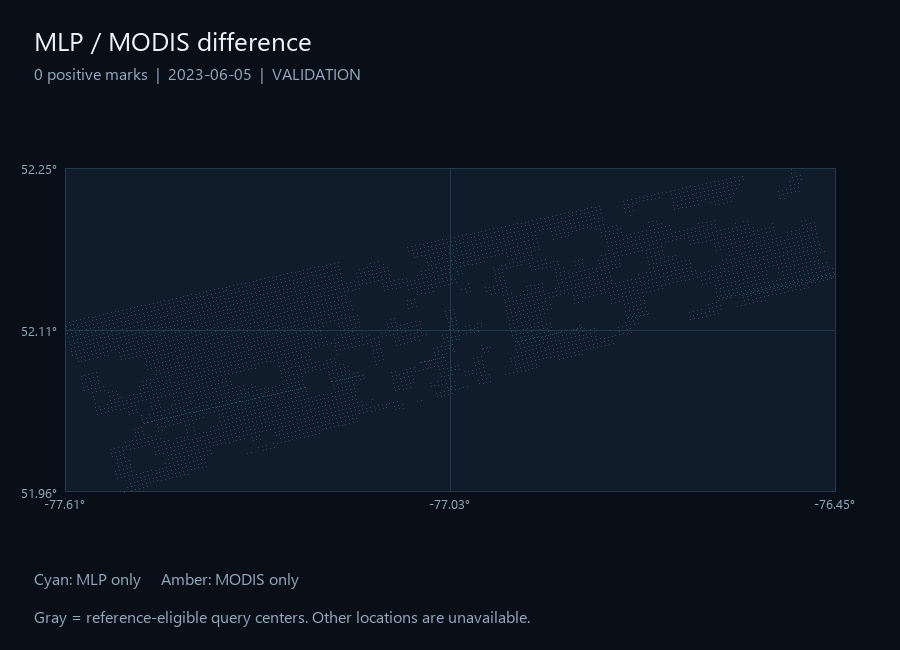 MLP / MODIS difference
0 positive marks | 2023-06-05 | VALIDATION
52.25°
52.11°
51.96°
-77.61°
-77.03°
-76.45°
Cyan: MLP only Amber: MODIS only
Gray = reference-eligible query centers. Other locations are unavailable.